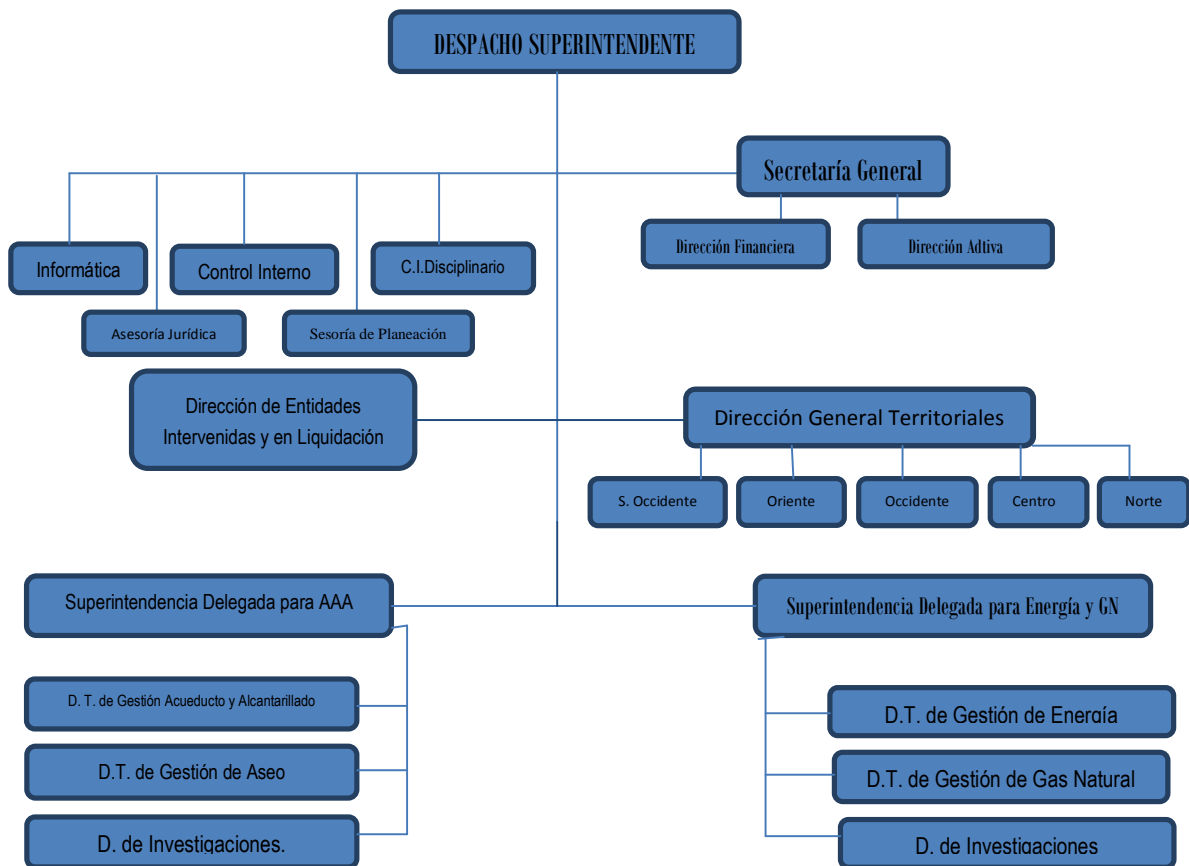 DESPACHO SUPERINTENDENTE
Secretaría General
Dirección Financiera
Dirección Adtiva
Informática
Control Interno
C.I.Disciplinario
Asesoría Jurídica
Sesoría de Planeación
Dirección de Entidades
Intervenidas y en Liquidación
Dirección General Territoriales
S. Occidente
Oriente
Occidente
Centro
Norte
Superintendencia Delegada para AAA
Superintendencia Delegada para Energía y GN
D. T. de Gestión Acueducto y Alcantarillado
D.T. de Gestión de Aseo
D. de Investigaciones.
D.T. de Gestión de Energía
D.T. de Gestión de Gas Natural
D. de Investigaciones